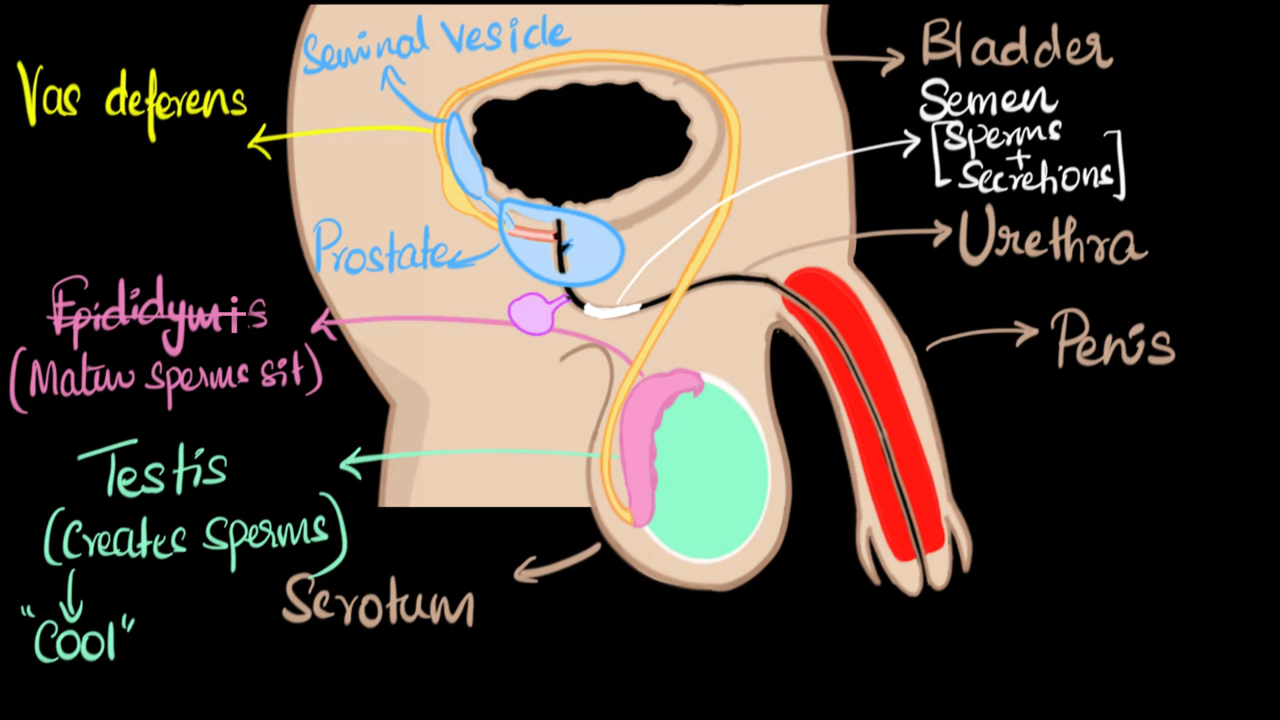 Seminal Vesicle
Vas deferens
Bladder
Semen
[Sperms
+
Secretions]
Prostate
Urethra
Epididymis
(Mature sperms sit)
Penis
Testis
(Creates sperms)
"Cool"
Scrotum